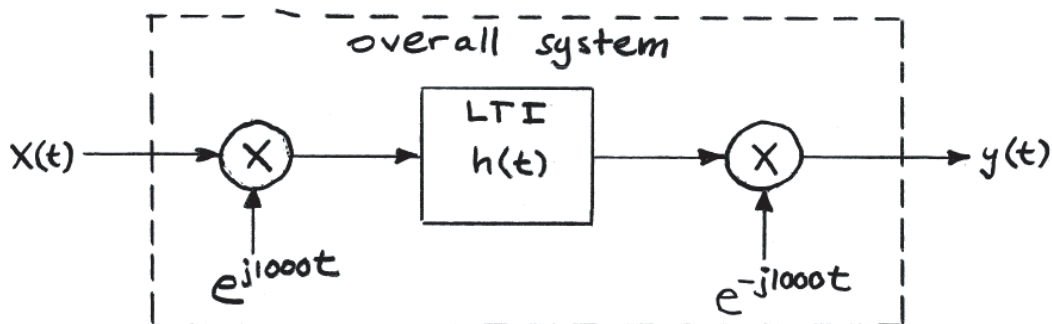 overall system
X(t)
X
LTI
h(t)
X
y(t)
e^{j1000t}
e^{-j1000t}